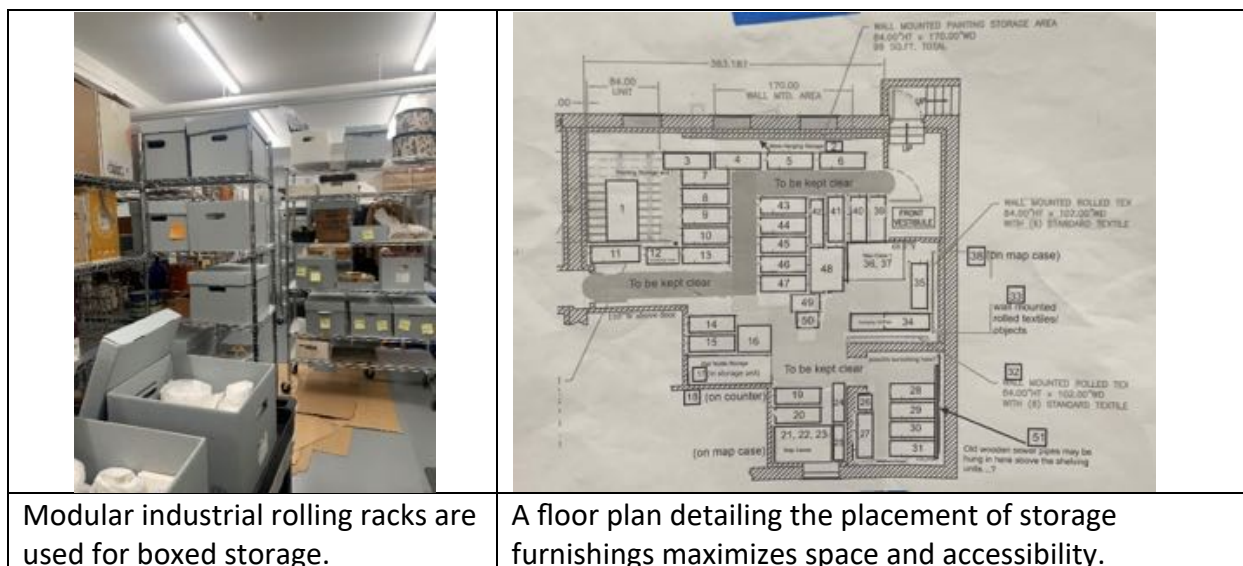 WALL MOUNTED PAINTING STORAGE AREA
84.00"HT x 170.00"WD
363.187
84.00
UNIT
170.00
WALL MTD. AREA
.00
UP
UP
2
3
4
5
6
7
To be kept clear
1
8
9
10
11
12
13
43
44
45
46
47
42
41
40
39
FRONT
VESTIBULE
WALL MOUNTED ROLLED TEX
84.00"HT x 102.00"WD
WITH (8) STANDARD TEXTILE
38 (on map case)
36, 37
48
35
To be kept clear
49
50
34
33
wall mounted
rolled textiles/
objects
14
15
16
To be kept clear
(in storage unit)
18 (on counter)
32
WALL MOUNTED ROLLED TEX
84.00"HT x 102.00"WD
WITH (8) STANDARD TEXTILE
19
20
24
26
27
28
29
30
31
21, 22, 23
(on map case)
51
Old wooden sewer pipes may be
hung in here above the shelving
units...?
Modular industrial rolling racks are
used for boxed storage.
A floor plan detailing the placement of storage
furnishings maximizes space and accessibility.